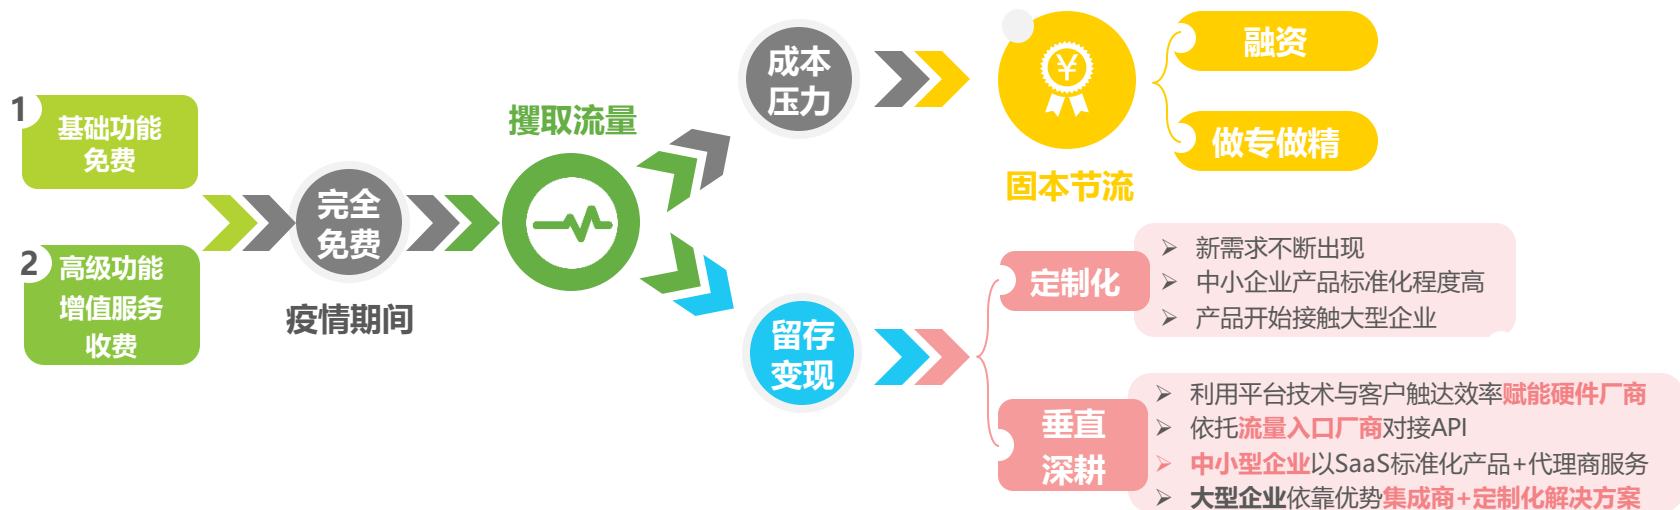 1
基础功能
免费
2
高级功能
增值服务
收费
完全
免费
疫情期间
攫取流量
成本
压力
¥
固本节流
融资
做专做精
留存
变现
定制化
➢ 新需求不断出现
➢ 中小企业产品标准化程度高
➢ 产品开始接触大型企业
垂直
深耕
➢ 利用平台技术与客户触达效率赋能硬件厂商
➢ 依托流量入口厂商对接API
➢ 中小型企业以SaaS标准化产品+代理商服务
➢ 大型企业依靠优势集成商+定制化解决方案